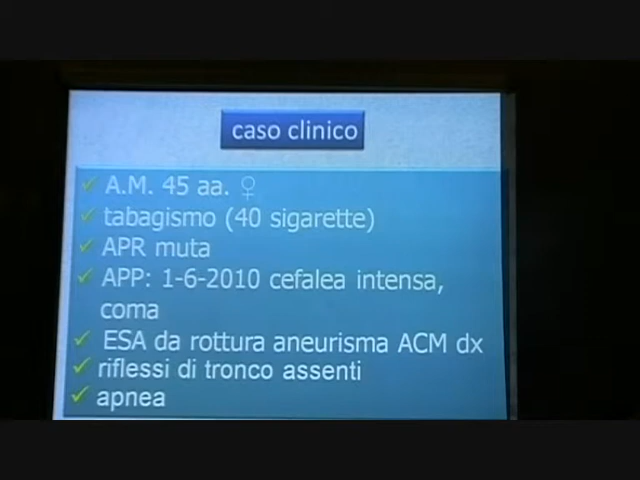 caso clinico
A.M. 45 aa. ♀
tabagismo (40 sigarette)
APR muta
APP: 1-6-2010 cefalea intensa,
coma
ESA da rottura aneurisma ACM dx
riflessi di tronco assenti
apnea